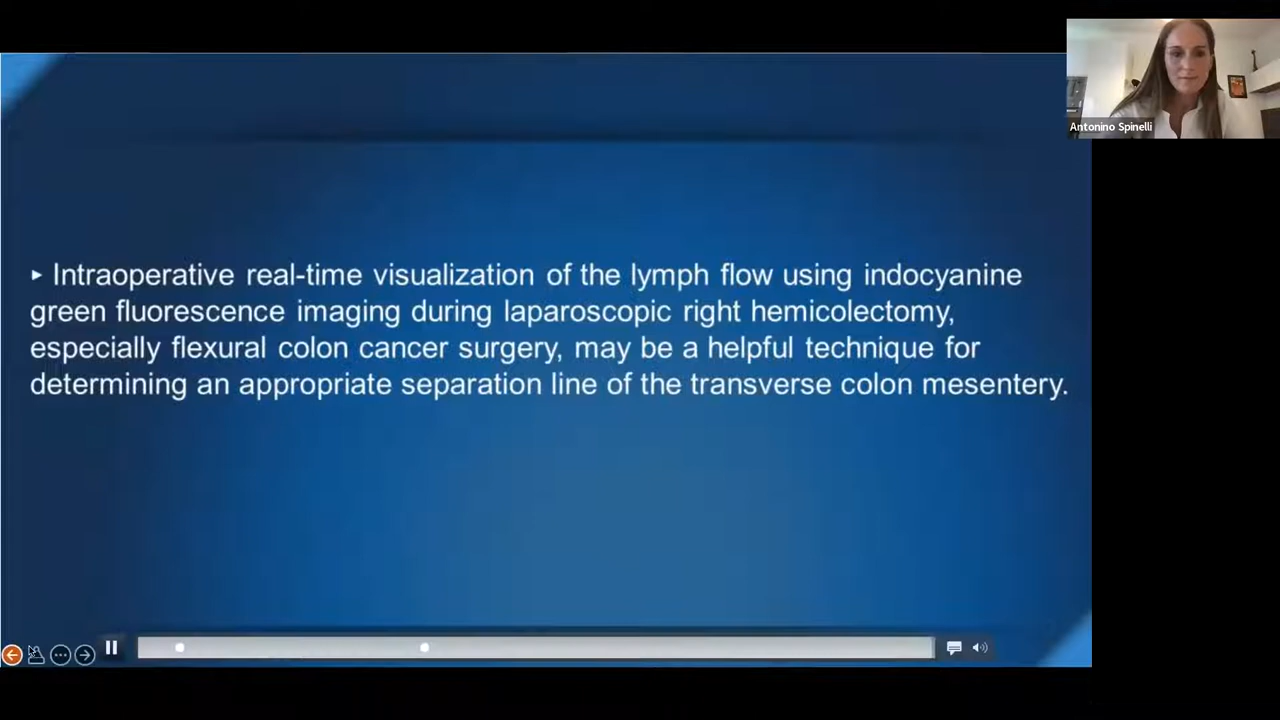 Antonino Spinelli
▸ Intraoperative real-time visualization of the lymph flow using indocyanine
green fluorescence imaging during laparoscopic right hemicolectomy,
especially flexural colon cancer surgery, may be a helpful technique for
determining an appropriate separation line of the transverse colon mesentery.